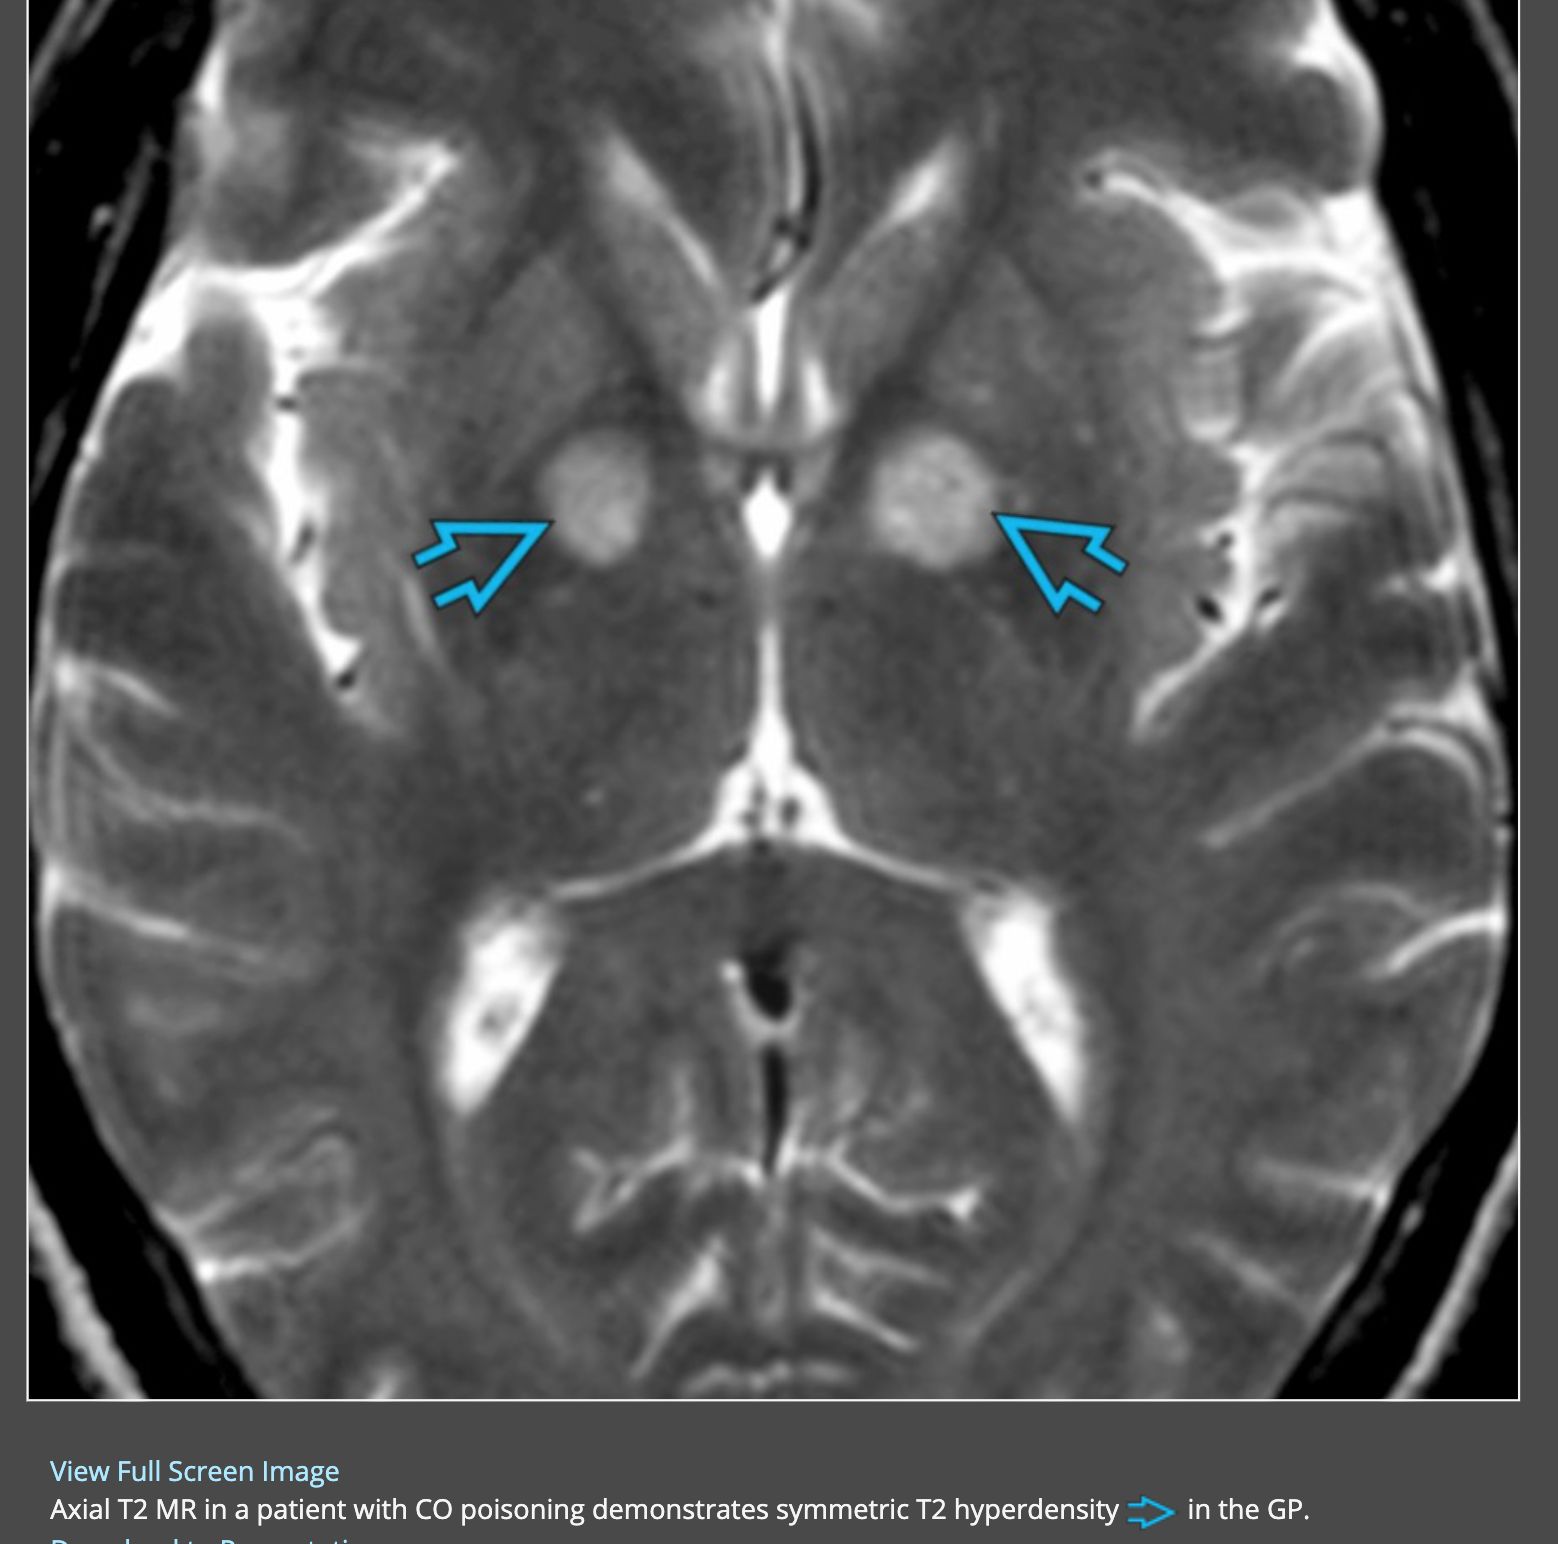 View Full Screen Image
Axial T2 MR in a patient with CO poisoning demonstrates symmetric T2 hyperdensity in the GP.